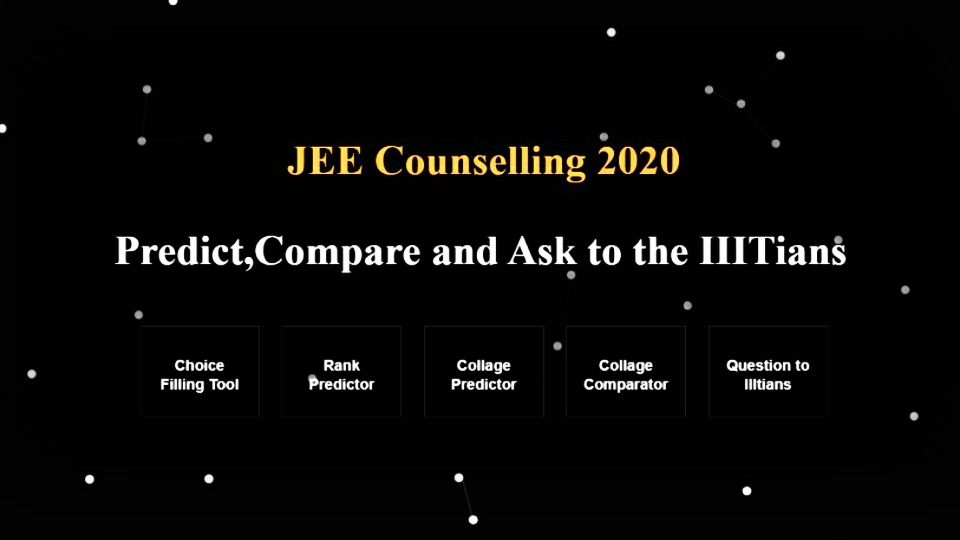 JEE Counselling 2020
Predict,Compare and Ask to the IIITians
Choice
Filling Tool
Rank
Predictor
Collage
Predictor
Collage
Comparator
Question to
IIItians